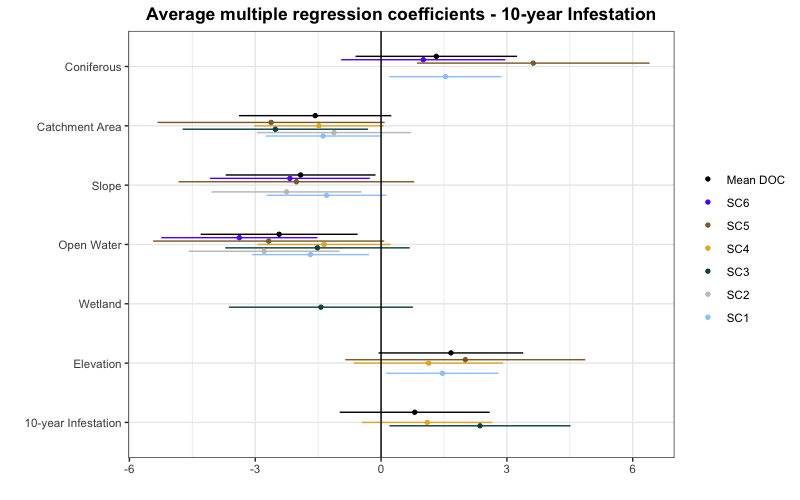 Average multiple regression coefficients - 10-year Infestation
Coniferous
Catchment Area
Slope
Open Water
Wetland
Elevation
10-year Infestation
-6
-3
0
3
6
Mean DOC
SC6
SC5
SC4
SC3
SC2
SC1